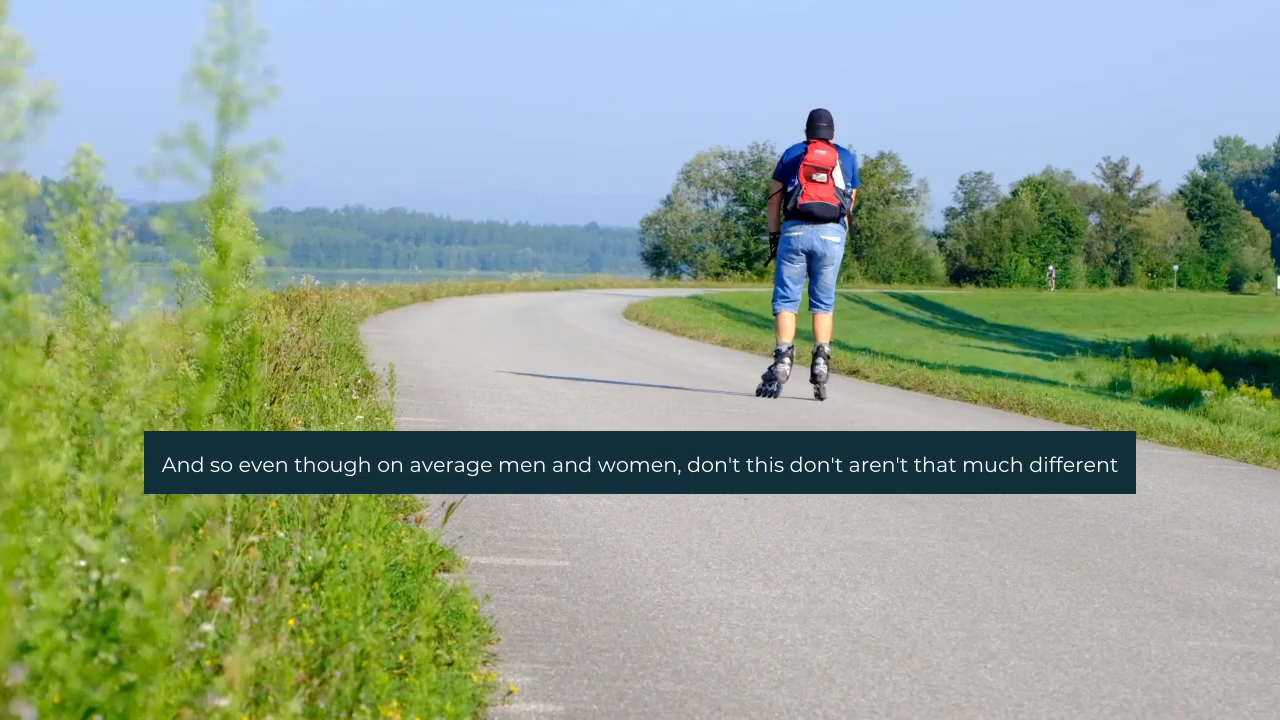 And so even though on average men and women, don't this don't aren't that much different